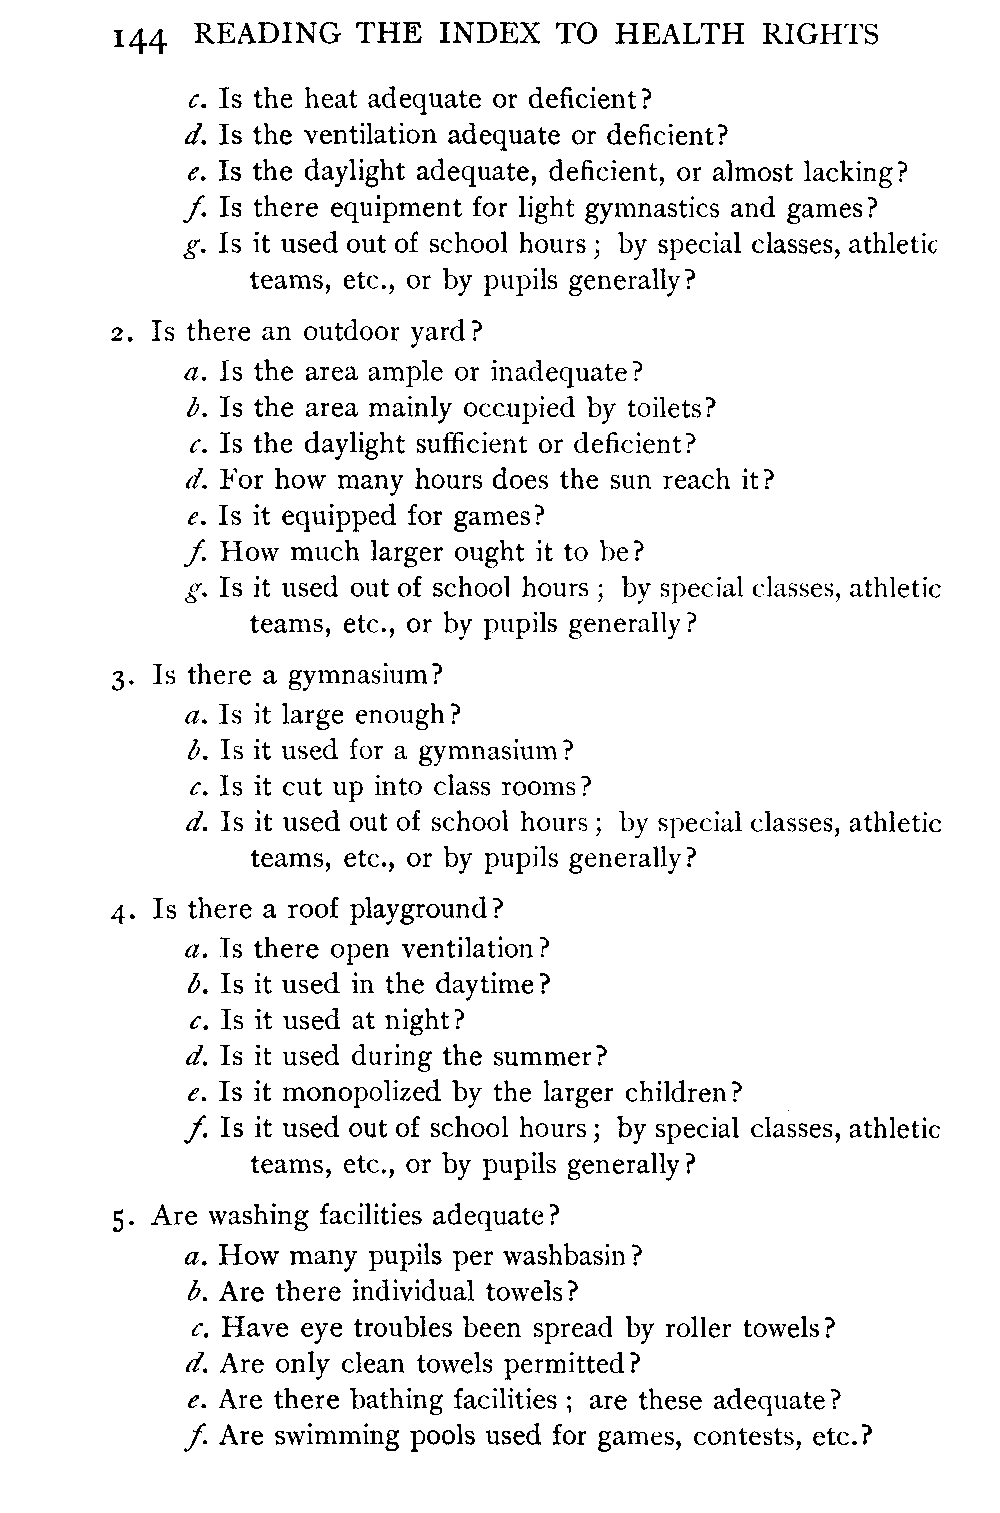 144 READING THE INDEX TO HEALTH RIGHTS
c. Is the heat adequate or deficient?
d. Is the ventilation adequate or deficient?
e. Is the daylight adequate, deficient, or almost lacking?
f. Is there equipment for light gymnastics and games?
g. Is it used out of school hours; by special classes, athletic
teams, etc., or by pupils generally?
2. Is there an outdoor yard?
a. Is the area ample or inadequate?
b. Is the area mainly occupied by toilets?
c. Is the daylight sufficient or deficient?
d. For how many hours does the sun reach it?
e. Is it equipped for games?
f. How much larger ought it to be?
g. Is it used out of school hours; by special classes, athletic
teams, etc., or by pupils generally?
3. Is there a gymnasium?
a. Is it large enough?
b. Is it used for a gymnasium?
c. Is it cut up into class rooms?
d. Is it used out of school hours; by special classes, athletic
teams, etc., or by pupils generally?
4. Is there a roof playground?
a. Is there open ventilation?
b. Is it used in the daytime?
c. Is it used at night?
d. Is it used during the summer?
e. Is it monopolized by the larger children?
f. Is it used out of school hours; by special classes, athletic
teams, etc., or by pupils generally?
5. Are washing facilities adequate?
a. How many pupils per washbasin?
b. Are there individual towels?
c. Have eye troubles been spread by roller towels?
d. Are only clean towels permitted?
e. Are there bathing facilities; are these adequate?
f. Are swimming pools used for games, contests, etc.?